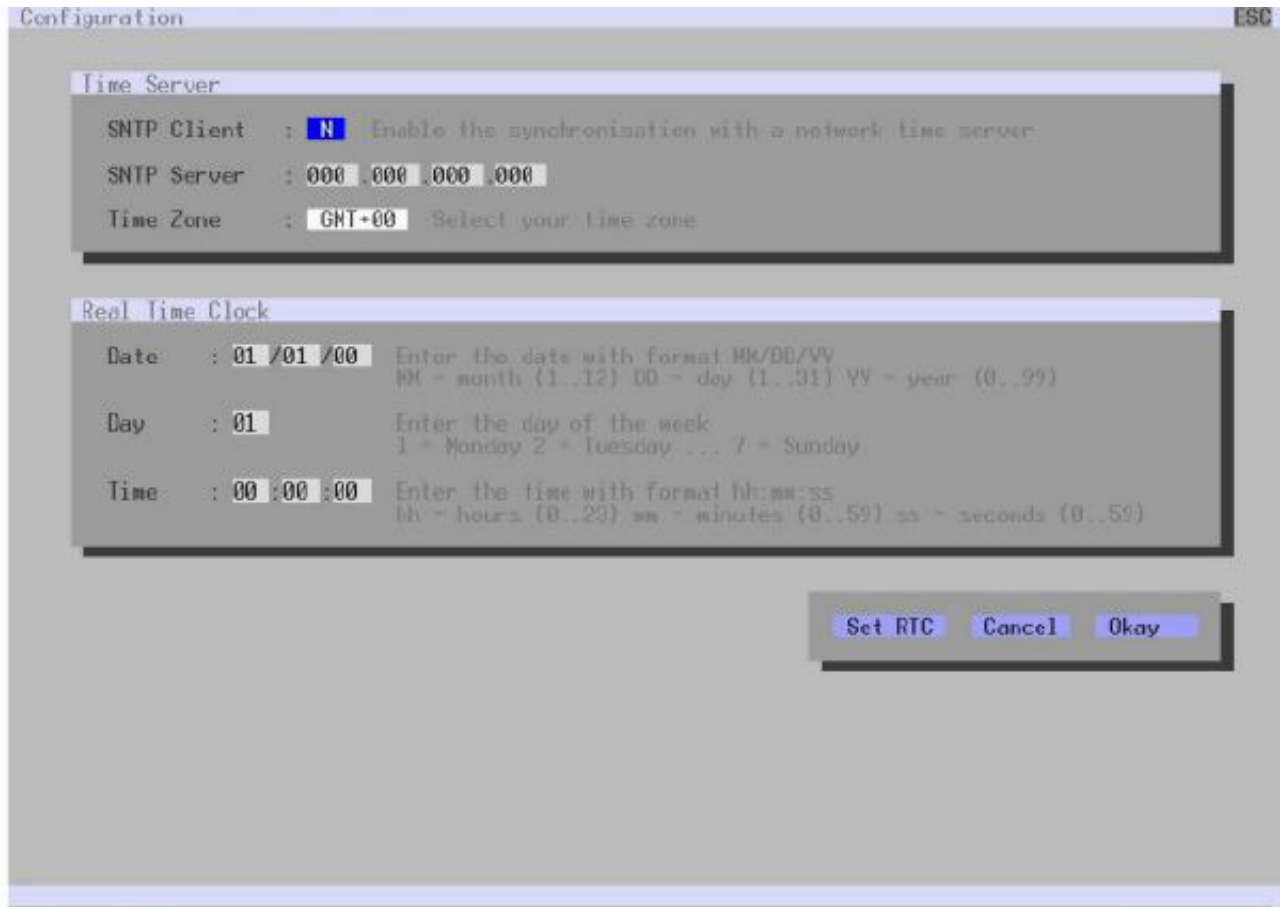 Configuration ESC
Time Server
SNTP Client : N Enable the synchronisation with a network time server
SNTP Server : 000 .000 .000 .000
Time Zone : GMT+00 Select your time zone
Real Time Clock
Date : 01 /01 /00 Enter the date with format MM/DD/YY
MM = month (1..12) DD = day (1..31) YY = year (0..99)
Day : 01 Enter the day of the week
1 = Monday 2 = Tuesday ... 7 = Sunday
Time : 00 :00 :00 Enter the time with format hh:mm:ss
hh = hours (0..23) mm = minutes (0..59) ss = seconds (0..59)
Set RTC Cancel Okay